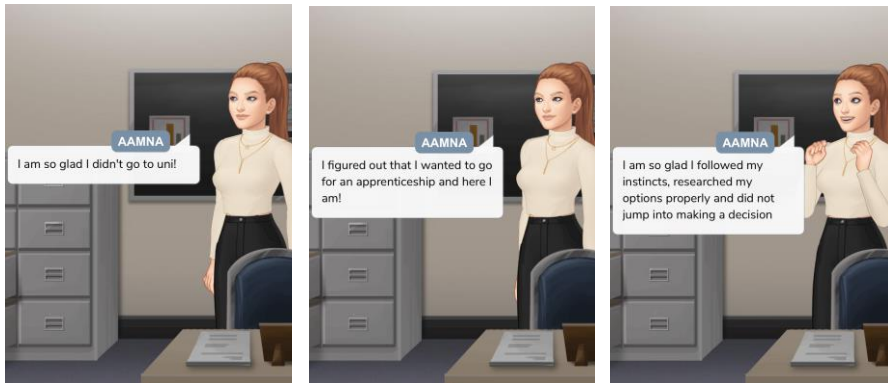 AAMNA
I am so glad I didn't go to uni!
AAMNA
I figured out that I wanted to go
for an apprenticeship and here I
am!
AAMNA
I am so glad I followed my
instincts, researched my
options properly and did not
jump into making a decision